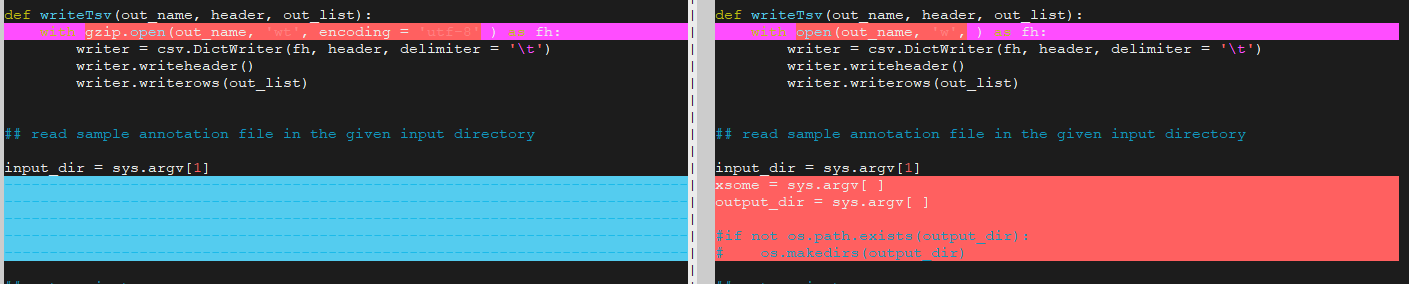 def writeTsv(out_name, header, out_list):
    with gzip.open(out_name, 'wt', encoding = 'utf-8' ) as fh:
        writer = csv.DictWriter(fh, header, delimiter = '\t')
        writer.writeheader()
        writer.writerows(out_list)
## read sample annotation file in the given input directory
input_dir = sys.argv[1]
def writeTsv(out_name, header, out_list):
    with open(out_name, 'w', ) as fh:
        writer = csv.DictWriter(fh, header, delimiter = '\t')
        writer.writeheader()
        writer.writerows(out_list)
## read sample annotation file in the given input directory
input_dir = sys.argv[1]
xsome = sys.argv[ ]
output_dir = sys.argv[ ]
#if not os.path.exists(output_dir):
#    os.makedirs(output_dir)